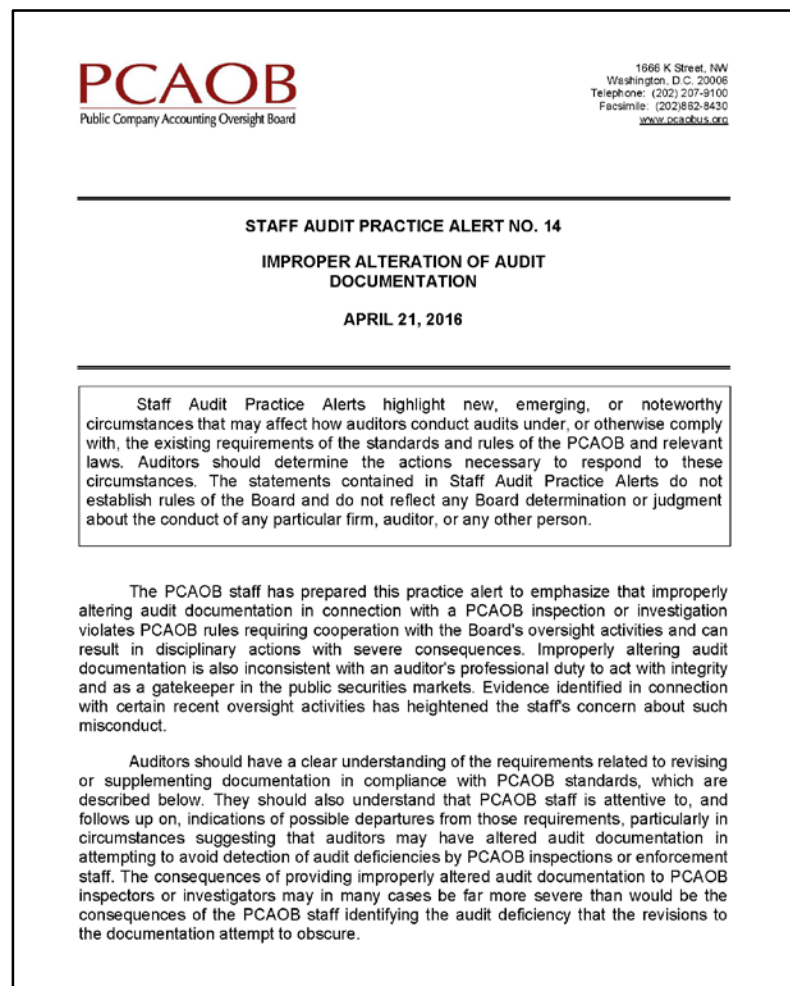 PCAOB
Public Company Accounting Oversight Board
1666 K Street, NW
Washington, D.C. 20006
Telephone: (202) 207-9100
Facsimile: (202)862-8430
www.pcaobus.org
STAFF AUDIT PRACTICE ALERT NO. 14
IMPROPER ALTERATION OF AUDIT
DOCUMENTATION
APRIL 21, 2016
Staff Audit Practice Alerts highlight new, emerging, or noteworthy
circumstances that may affect how auditors conduct audits under, or otherwise comply
with, the existing requirements of the standards and rules of the PCAOB and relevant
laws. Auditors should determine the actions necessary to respond to these
circumstances. The statements contained in Staff Audit Practice Alerts do not
establish rules of the Board and do not reflect any Board determination or judgment
about the conduct of any particular firm, auditor, or any other person.
The PCAOB staff has prepared this practice alert to emphasize that improperly
altering audit documentation in connection with a PCAOB inspection or investigation
violates PCAOB rules requiring cooperation with the Board's oversight activities and can
result in disciplinary actions with severe consequences. Improperly altering audit
documentation is also inconsistent with an auditor's professional duty to act with integrity
and as a gatekeeper in the public securities markets. Evidence identified in connection
with certain recent oversight activities has heightened the staff's concern about such
misconduct.
Auditors should have a clear understanding of the requirements related to revising
or supplementing documentation in compliance with PCAOB standards, which are
described below. They should also understand that PCAOB staff is attentive to, and
follows up on, indications of possible departures from those requirements, particularly in
circumstances suggesting that auditors may have altered audit documentation in
attempting to avoid detection of audit deficiencies by PCAOB inspections or enforcement
staff. The consequences of providing improperly altered audit documentation to PCAOB
inspectors or investigators may in many cases be far more severe than would be the
consequences of the PCAOB staff identifying the audit deficiency that the revisions to
the documentation attempt to obscure.